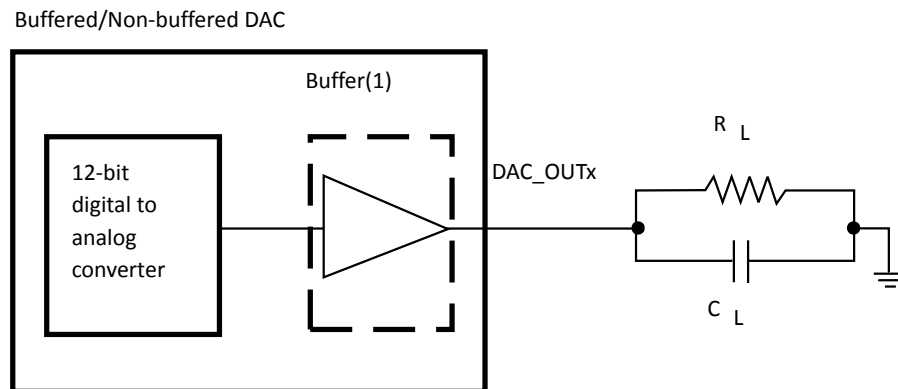 Buffered/Non-buffered DAC
Buffer(1)
12-bit
digital to
analog
converter
DAC_OUTx
R L
C L